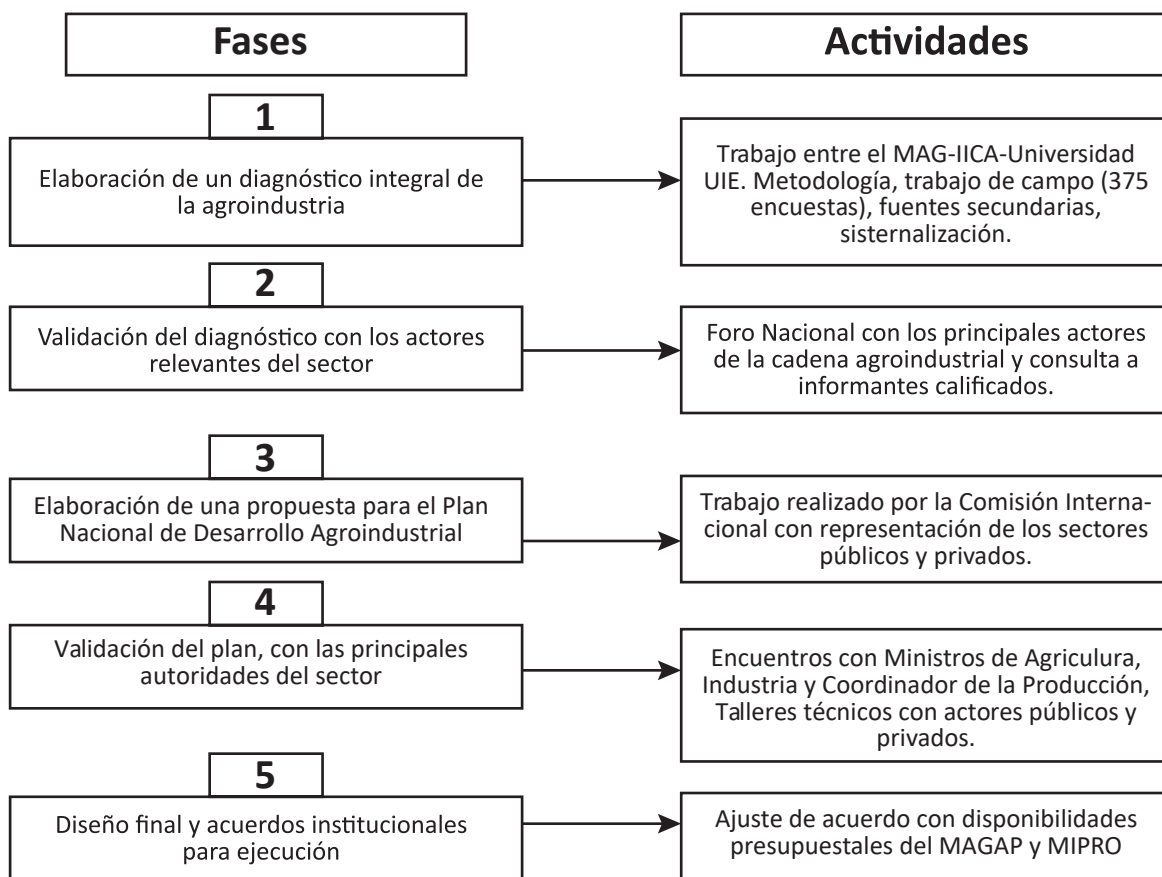 Fases
Actividades
1
Elaboración de un diagnóstico integral de
la agroindustria
Trabajo entre el MAG-IICA-Universidad
UIE. Metodología, trabajo de campo (375
encuestas), fuentes secundarias,
sisternalización.
2
Validación del diagnóstico con los actores
relevantes del sector
Foro Nacional con los principales actores
de la cadena agroindustrial y consulta a
informantes calificados.
3
Elaboración de una propuesta para el Plan
Nacional de Desarrollo Agroindustrial
Trabajo realizado por la Comisión Interna-
cional con representación de los sectores
públicos y privados.
4
Validación del plan, con las principales
autoridades del sector
Encuentros con Ministros de Agriculura,
Industria y Coordinador de la Producción,
Talleres técnicos con actores públicos y
privados.
5
Diseño final y acuerdos institucionales
para ejecución
Ajuste de acuerdo con disponibilidades
presupuestales del MAGAP y MIPRO